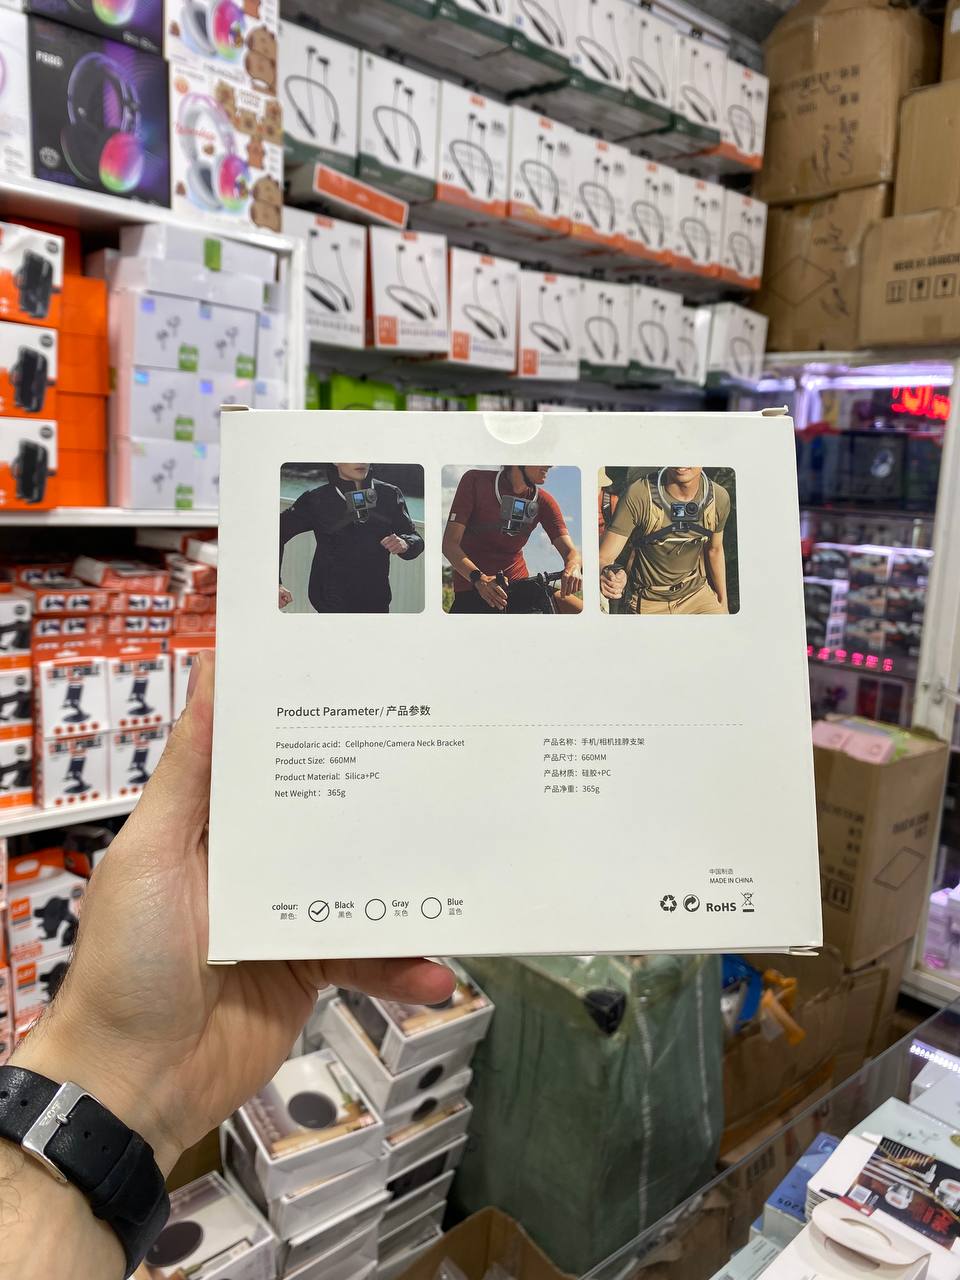 Product Parameter/ 产品参数
Pseudolaric acid: Cellphone/Camera Neck Bracket
Product Size: 660MM
Product Material: Silica+PC
Net Weight: 365g
产品名称: 手机/相机挂脖支架
产品尺寸: 660MM
产品材质: 硅胶+PC
产品净重: 365g
中国制造
MADE IN CHINA
colour:
颜色:
Black
黑色
Gray
灰色
Blue
蓝色
RoHS